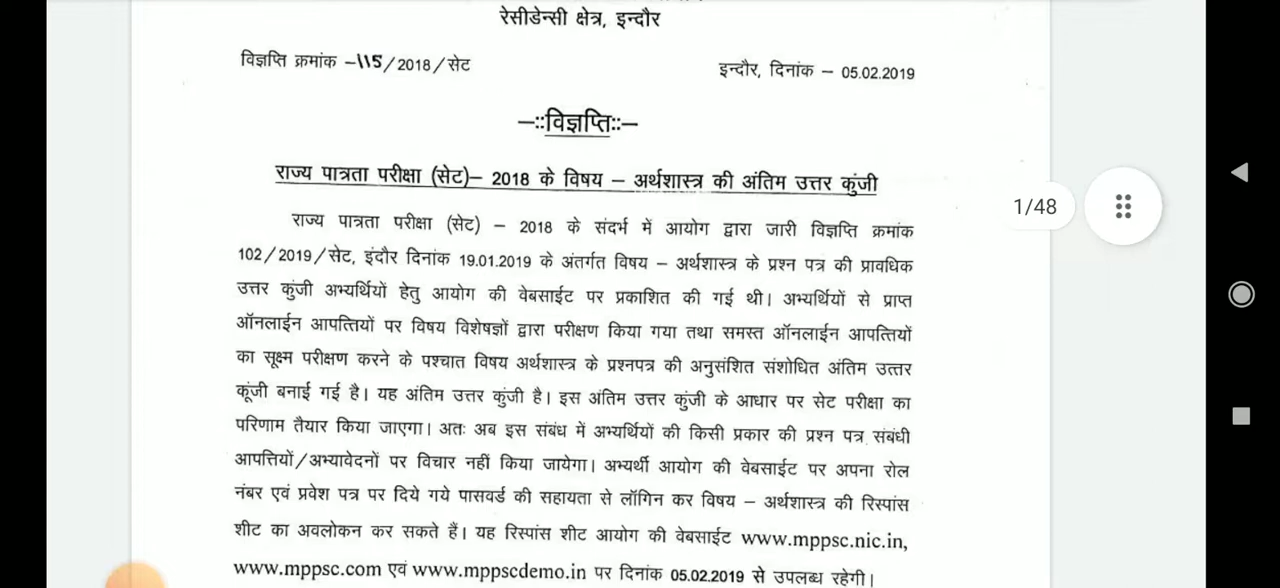 रेसीडेन्सी क्षेत्र, इन्दौर
विज्ञप्ति क्रमांक –115/2018/सेट
इन्दौर, दिनांक – 05.02.2019
–::विज्ञप्ति::–
राज्य पात्रता परीक्षा (सेट)– 2018 के विषय – अर्थशास्त्र की अंतिम उत्तर कुंजी
राज्य पात्रता परीक्षा (सेट) – 2018 के संदर्भ में आयोग द्वारा जारी विज्ञप्ति क्रमांक
102/2019/सेट, इंदौर दिनांक 19.01.2019 के अंतर्गत विषय – अर्थशास्त्र के प्रश्न पत्र की प्रावधिक
उत्तर कुंजी अभ्यर्थियों हेतु आयोग की वेबसाईट पर प्रकाशित की गई थी। अभ्यर्थियों से प्राप्त
ऑनलाईन आपत्तियों पर विषय विशेषज्ञों द्वारा परीक्षण किया गया तथा समस्त ऑनलाईन आपत्तियों
का सूक्ष्म परीक्षण करने के पश्चात विषय अर्थशास्त्र के प्रश्नपत्र की अनुसंशित संशोधित अंतिम उत्तर
कूंजी बनाई गई है। यह अंतिम उत्तर कुंजी है। इस अंतिम उत्तर कुंजी के आधार पर सेट परीक्षा का
परिणाम तैयार किया जाएगा। अतः अब इस संबंध में अभ्यर्थियों की किसी प्रकार की प्रश्न पत्र संबंधी
आपत्तियों/अभ्यावेदनों पर विचार नहीं किया जायेगा। अभ्यर्थी आयोग की वेबसाईट पर अपना रोल
नंबर एवं प्रवेश पत्र पर दिये गये पासवर्ड की सहायता से लॉगिन कर विषय – अर्थशास्त्र की रिस्पांस
शीट का अवलोकन कर सकते हैं। यह रिस्पांस शीट आयोग की वेबसाईट www.mppsc.nic.in,
www.mppsc.com एवं www.mppscdemo.in पर दिनांक 05.02.2019 से उपलब्ध रहेगी।
1/48